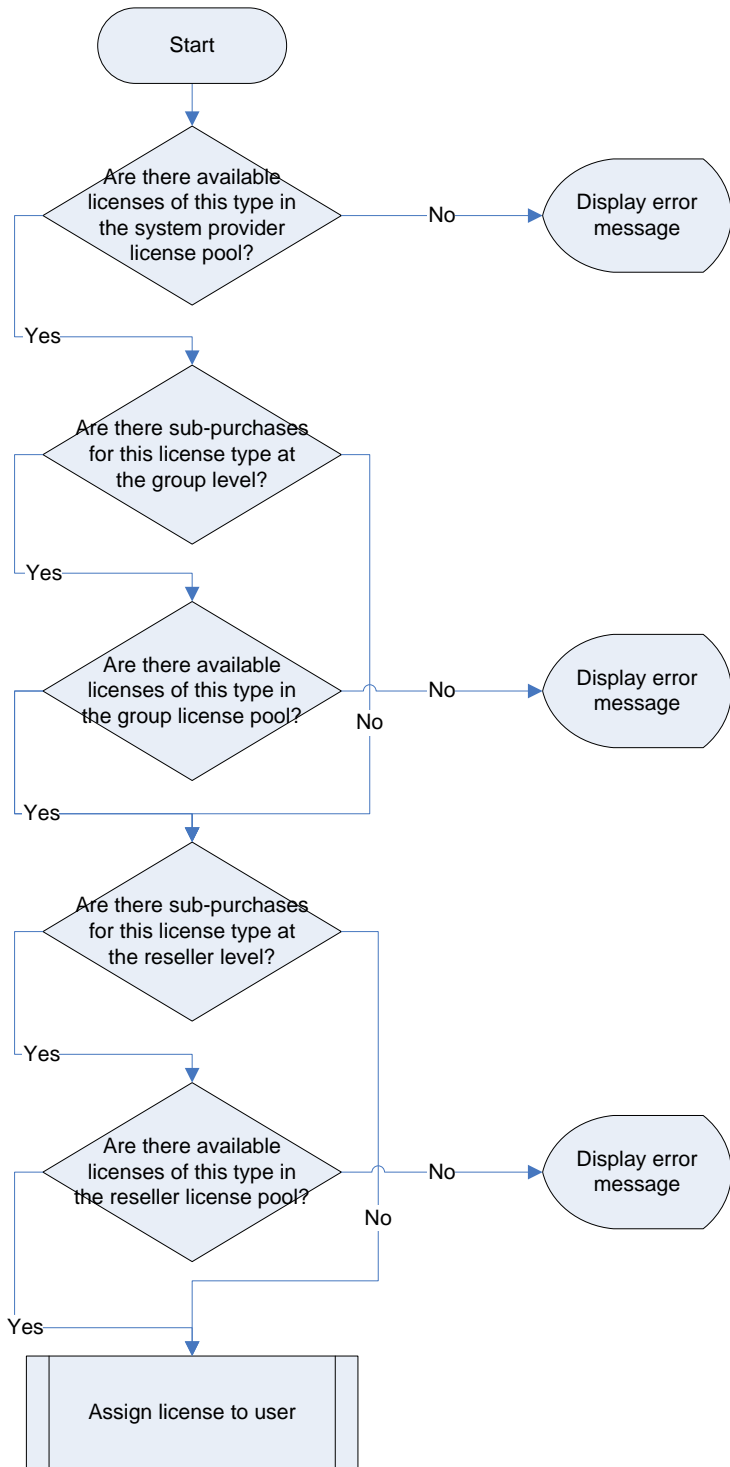 Start
Are there available
licenses of this type in
the system provider
license pool?
No
Display error
message
Yes
Are there sub-purchases
for this license type at
the group level?
Yes
Are there available
licenses of this type in
the group license pool?
No
Display error
message
No
Yes
Are there sub-purchases
for this license type at
the reseller level?
Yes
Are there available
licenses of this type in
the reseller license pool?
No
Display error
message
No
Yes
Assign license to user